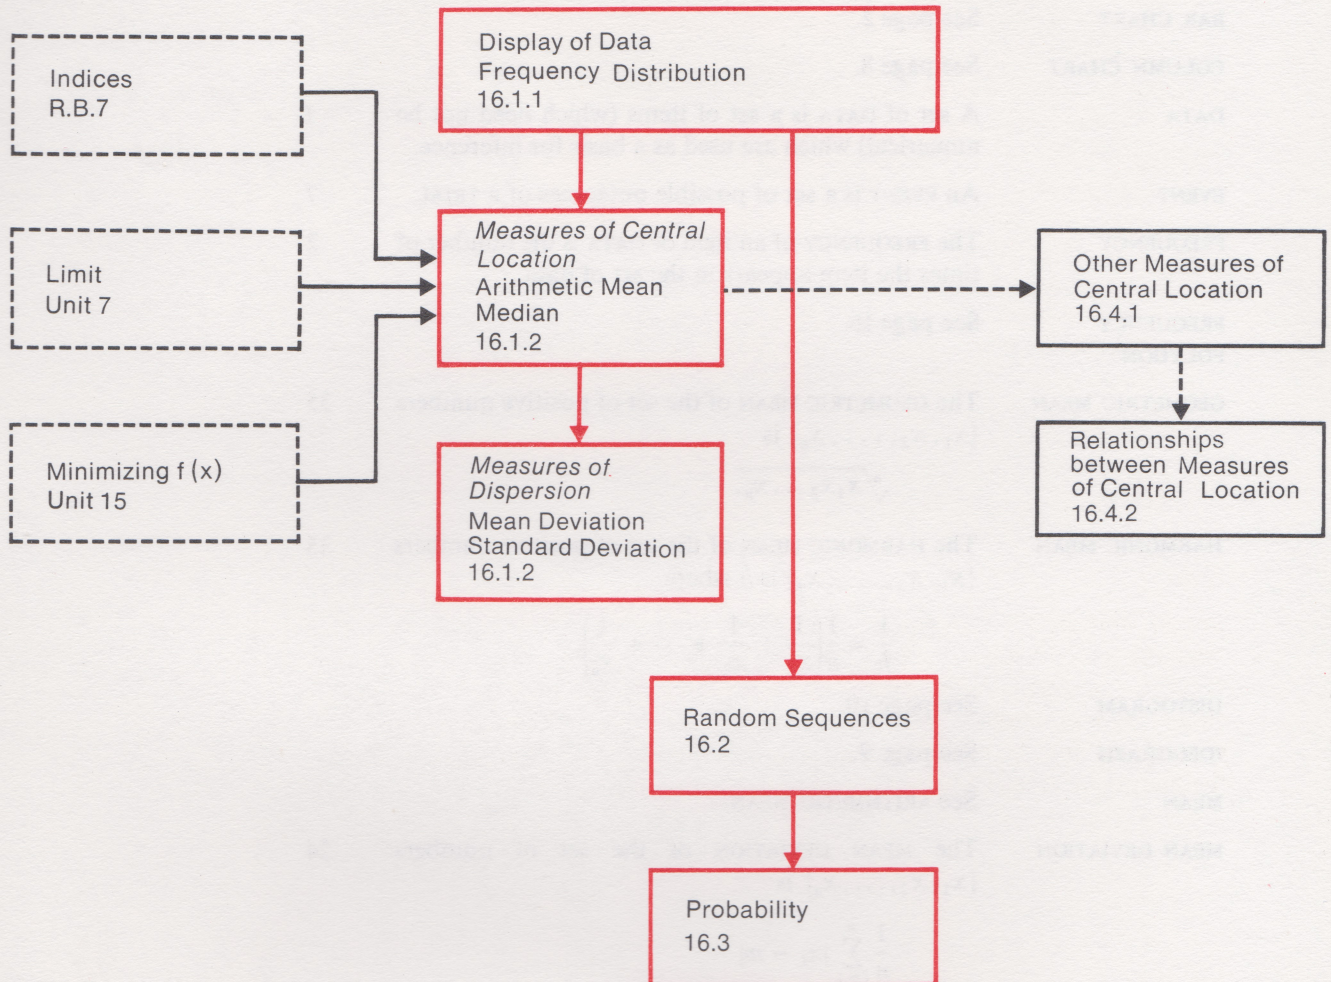 Display of Data
Frequency Distribution
16.1.1
Indices
R.B.7
Limit
Unit 7
Minimizing f (x)
Unit 15
Measures of Central
Location
Arithmetic Mean
Median
16.1.2
Other Measures of
Central Location
16.4.1
Relationships
between Measures
of Central Location
16.4.2
Measures of
Dispersion
Mean Deviation
Standard Deviation
16.1.2
Random Sequences
16.2
Probability
16.3